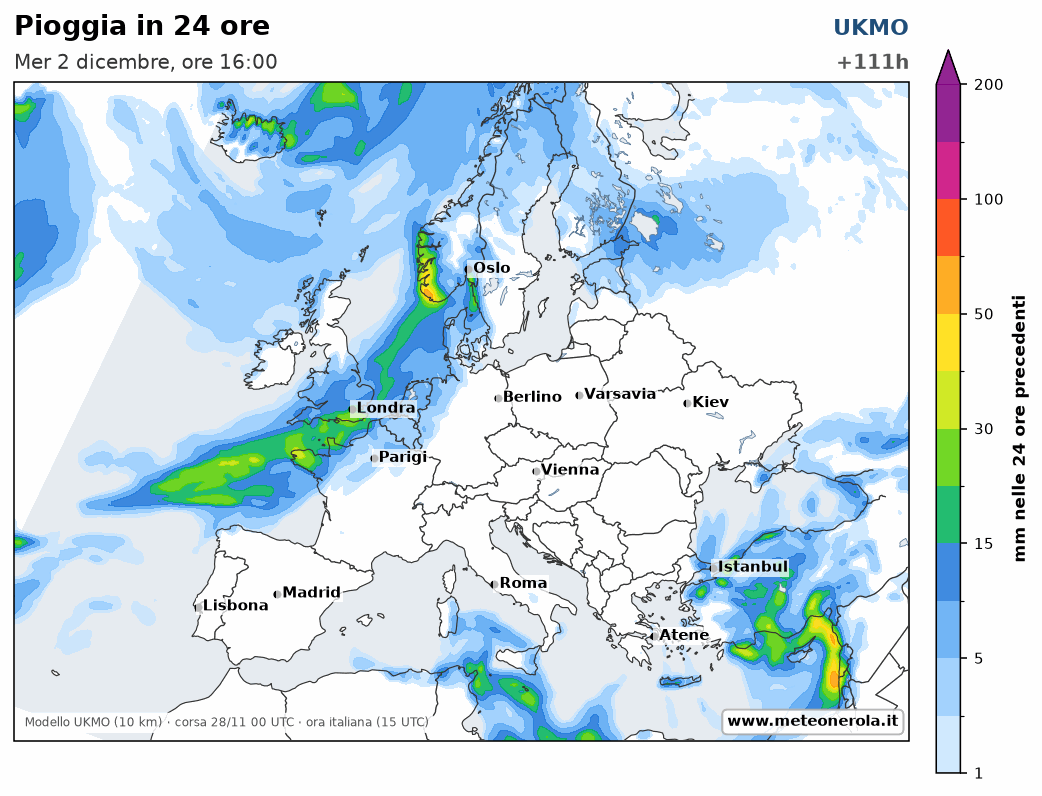 Pioggia in 24 ore
UKMO
Mer 2 dicembre, ore 16:00
+111h
200
100
50
30
15
5
1
mm nelle 24 ore precedenti
Oslo
Berlino
Varsavia
Kiev
Londra
Parigi
Vienna
Istanbul
Roma
Madrid
Lisbona
Atene
Modello UKMO (10 km) · corsa 28/11 00 UTC · ora italiana (15 UTC)
www.meteonerola.it